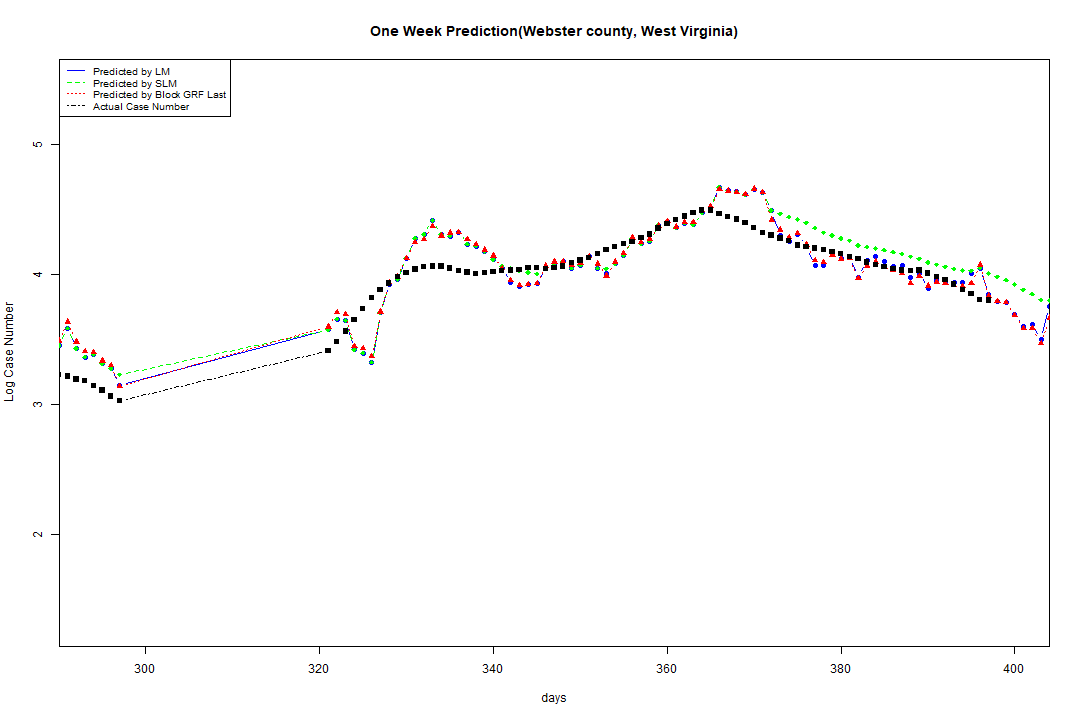 One Week Prediction(Webster county, West Virginia)
Predicted by LM
Predicted by SLM
Predicted by Block GRF Last
Actual Case Number
5
4
3
2
Log Case Number
300 320 340 360 380 400
days